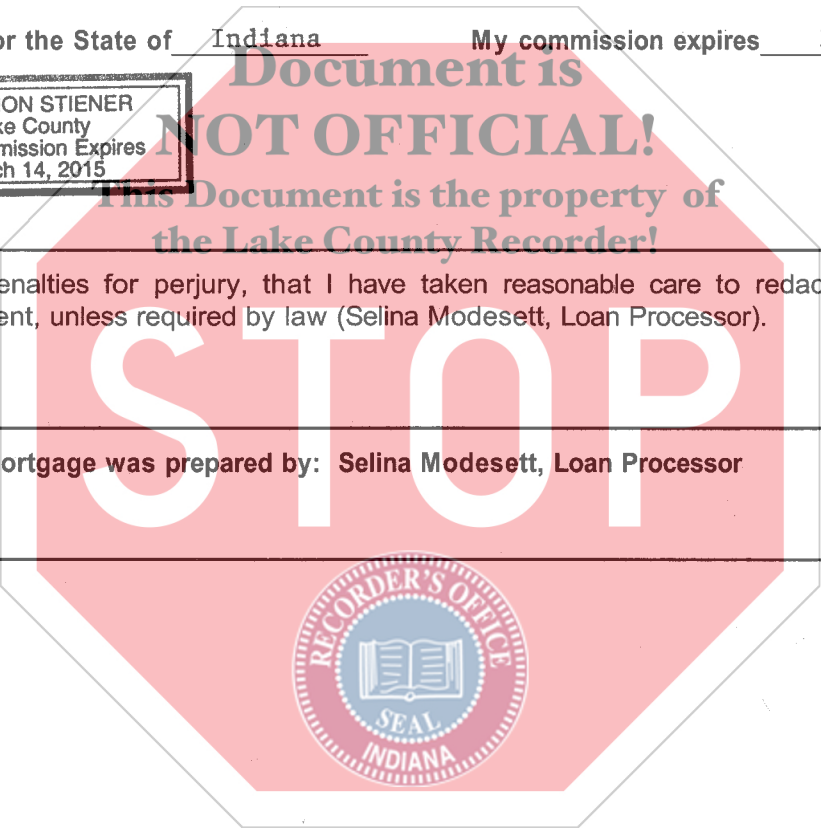 or the State of Indiana My commission expires
Document is
ON STIENER
ke County
NOT OFFICIAL!
mission Expires
ch 14, 2015
This Document is the property of
the Lake County Recorder!
enalties for perjury, that I have taken reasonable care to redac
ent, unless required by law (Selina Modesett, Loan Processor).
STOP
ortgage was prepared by: Selina Modesett, Loan Processor
RECORDER'S OFFICE
SEAL
INDIANA